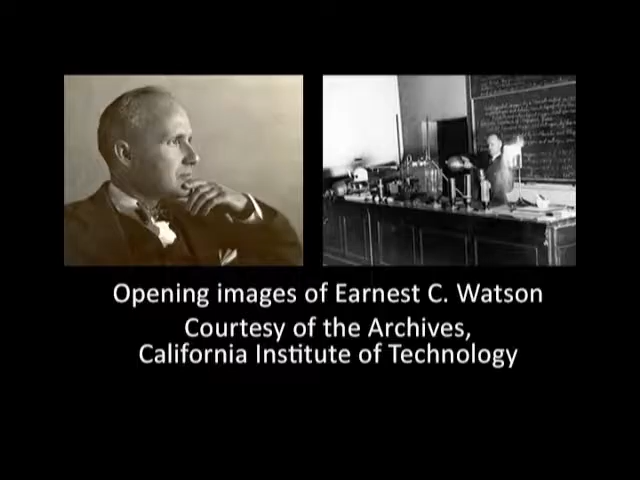 Opening images of Earnest C. Watson
Courtesy of the Archives,
California Institute of Technology